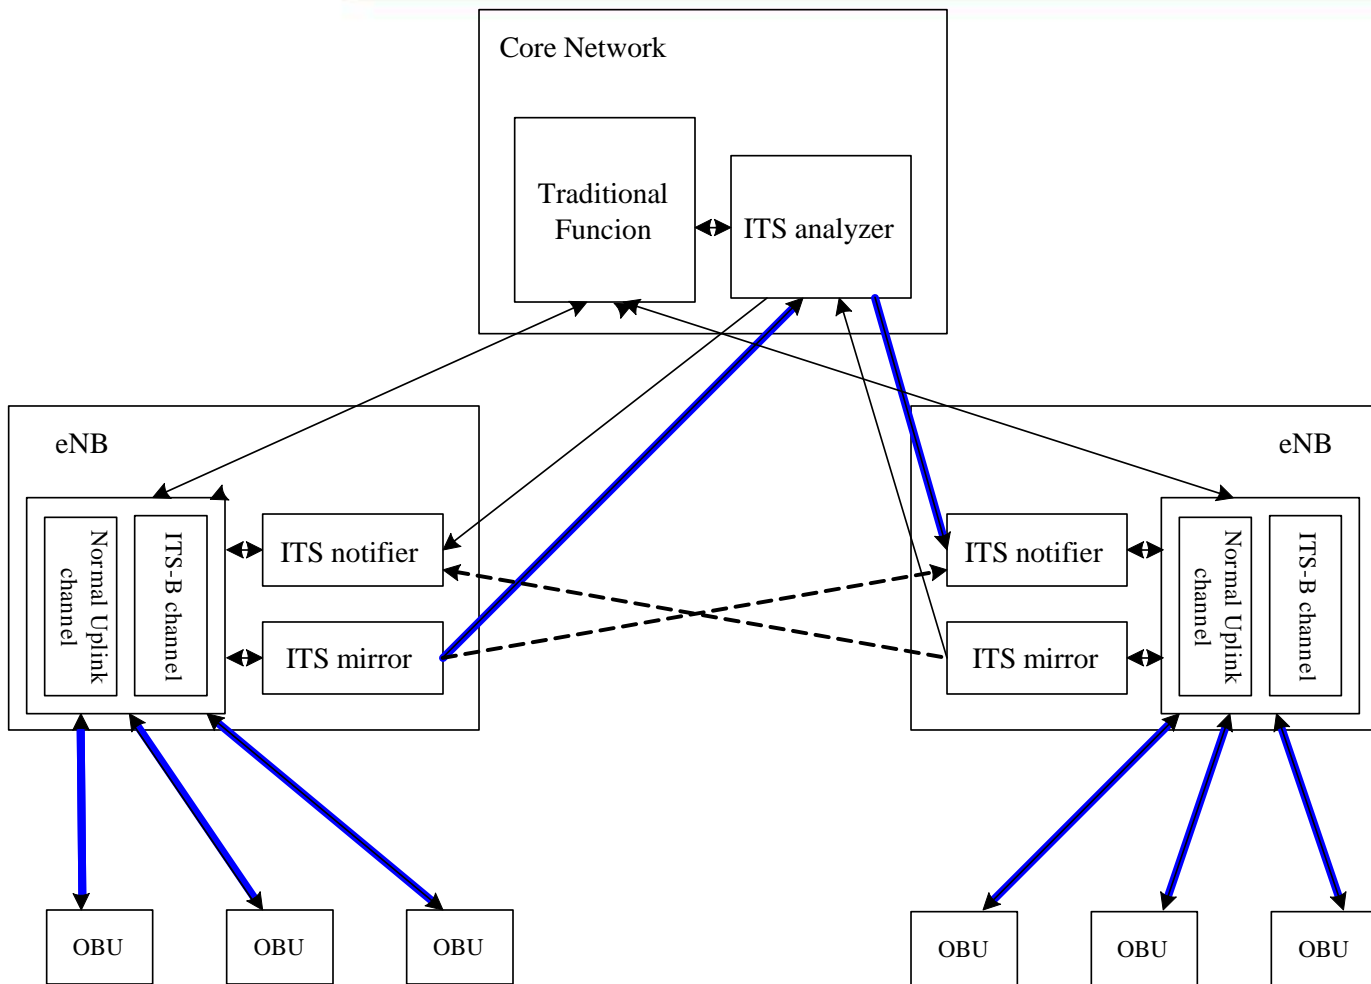 Core Network
Traditional
Funcion
ITS analyzer
eNB
Normal Uplink
channel
ITS-B channel
ITS notifier
ITS mirror
eNB
ITS notifier
ITS mirror
Normal Uplink
channel
ITS-B channel
OBU
OBU
OBU
OBU
OBU
OBU